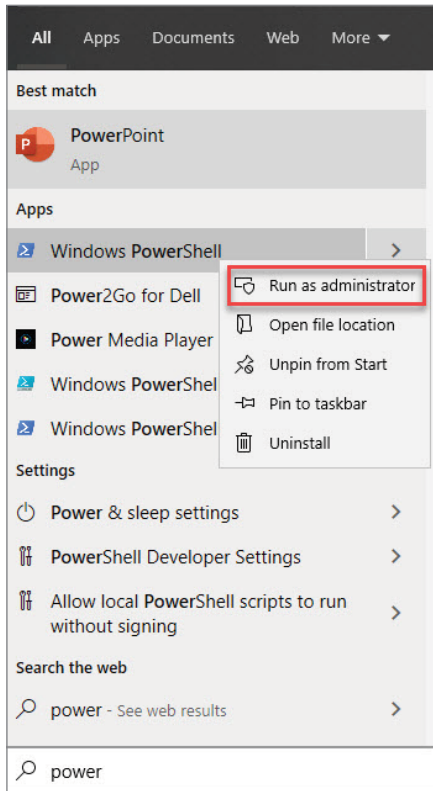 All Apps Documents Web More
Best match
PowerPoint
App
Apps
Windows PowerShell
Run as administrator
Power2Go for Dell
Open file location
Power Media Player
Unpin from Start
Windows PowerShel
Pin to taskbar
Windows PowerShel
Uninstall
Settings
Power & sleep settings
PowerShell Developer Settings
Allow local PowerShell scripts to run
without signing
Search the web
power - See web results
power